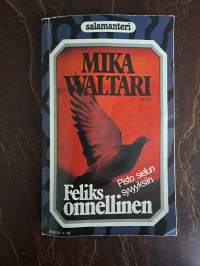 salamanteri
MIKA
WALTARI
Pisto sielun
syvyyksiin
Feliks
onnellinen